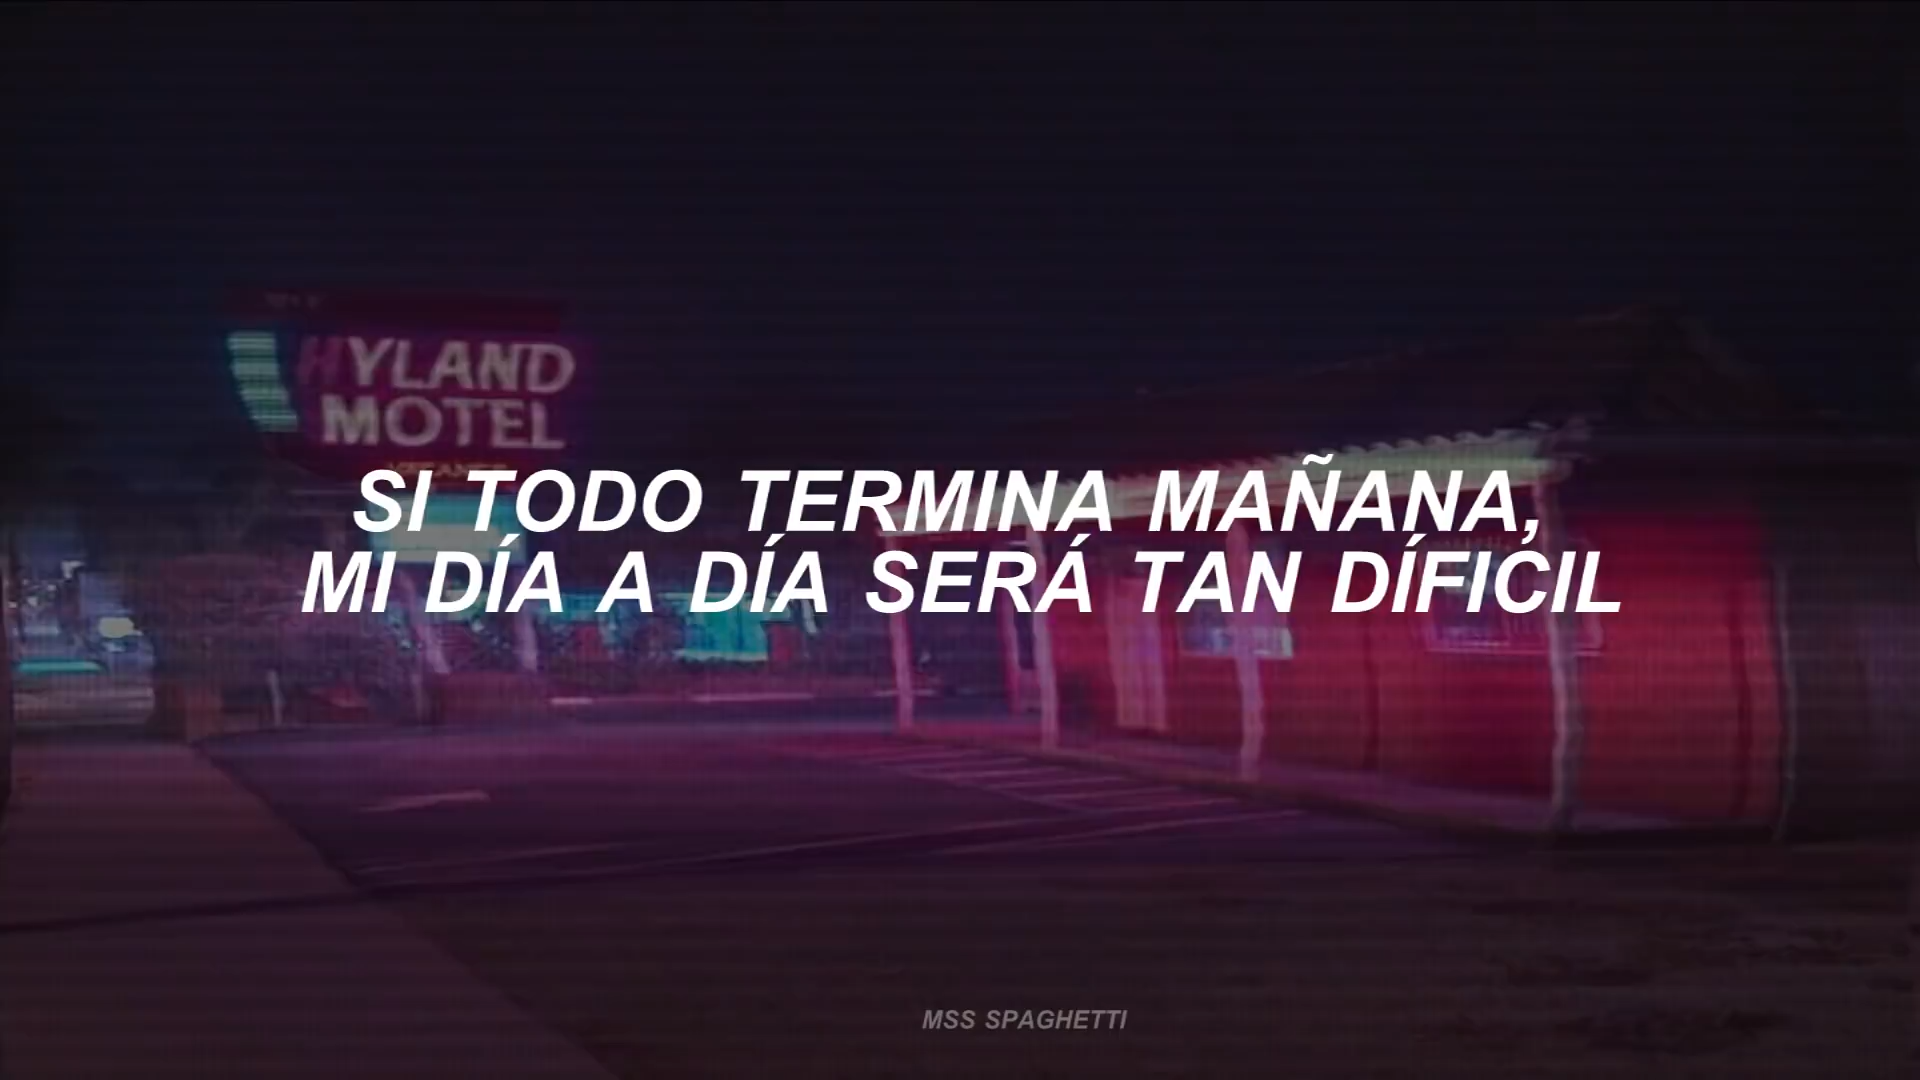 HYLAND
MOTEL
SI TODO TERMINA MAÑANA,
MI DÍA A DÍA SERÁ TAN DÍFICIL
MSS SPAGHETTI